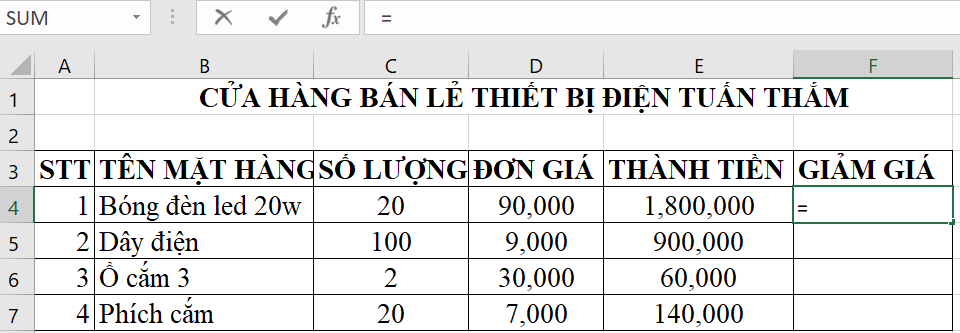 SUM fx =
A B C D E F
1 CỬA HÀNG BÁN LẺ THIẾT BỊ ĐIỆN TUẤN THẮM
2
3 STT TÊN MẶT HÀNG SỐ LƯỢNG ĐƠN GIÁ THÀNH TIỀN GIẢM GIÁ
4 1 Bóng đèn led 20w 20 90,000 1,800,000 =
5 2 Dây điện 100 9,000 900,000
6 3 Ổ cắm 3 2 30,000 60,000
7 4 Phích cắm 20 7,000 140,000